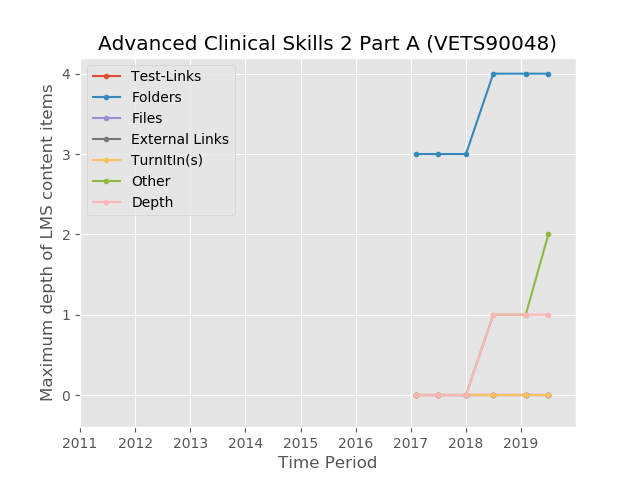 Advanced Clinical Skills 2 Part A (VETS90048)
Test-Links
Folders
Files
External Links
TurnItIn(s)
Other
Depth
Maximum depth of LMS content items
4
3
2
1
0
2011 2012 2013 2014 2015 2016 2017 2018 2019
Time Period